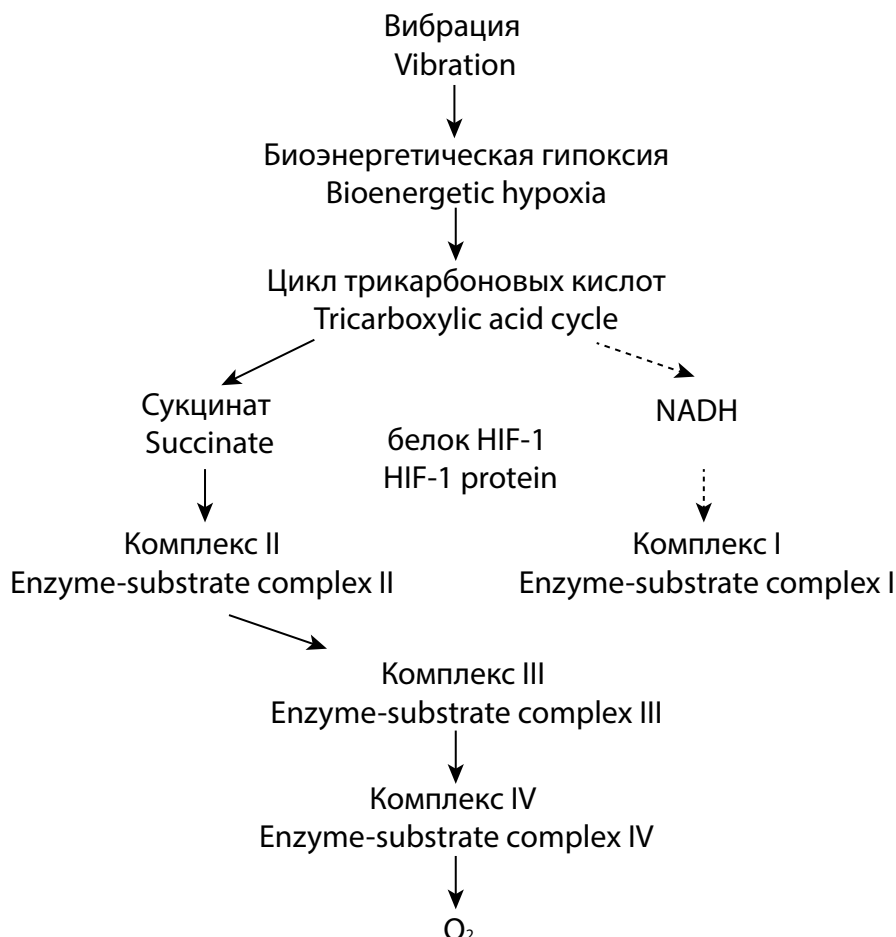 Вибрация
Vibration
Биоэнергетическая гипоксия
Bioenergetic hypoxia
Цикл трикарбоновых кислот
Tricarboxylic acid cycle
Сукцинат
Succinate
NADH
белок HIF-1
HIF-1 protein
Комплекс II
Enzyme-substrate complex II
Комплекс I
Enzyme-substrate complex I
Комплекс III
Enzyme-substrate complex III
Комплекс IV
Enzyme-substrate complex IV
O₂